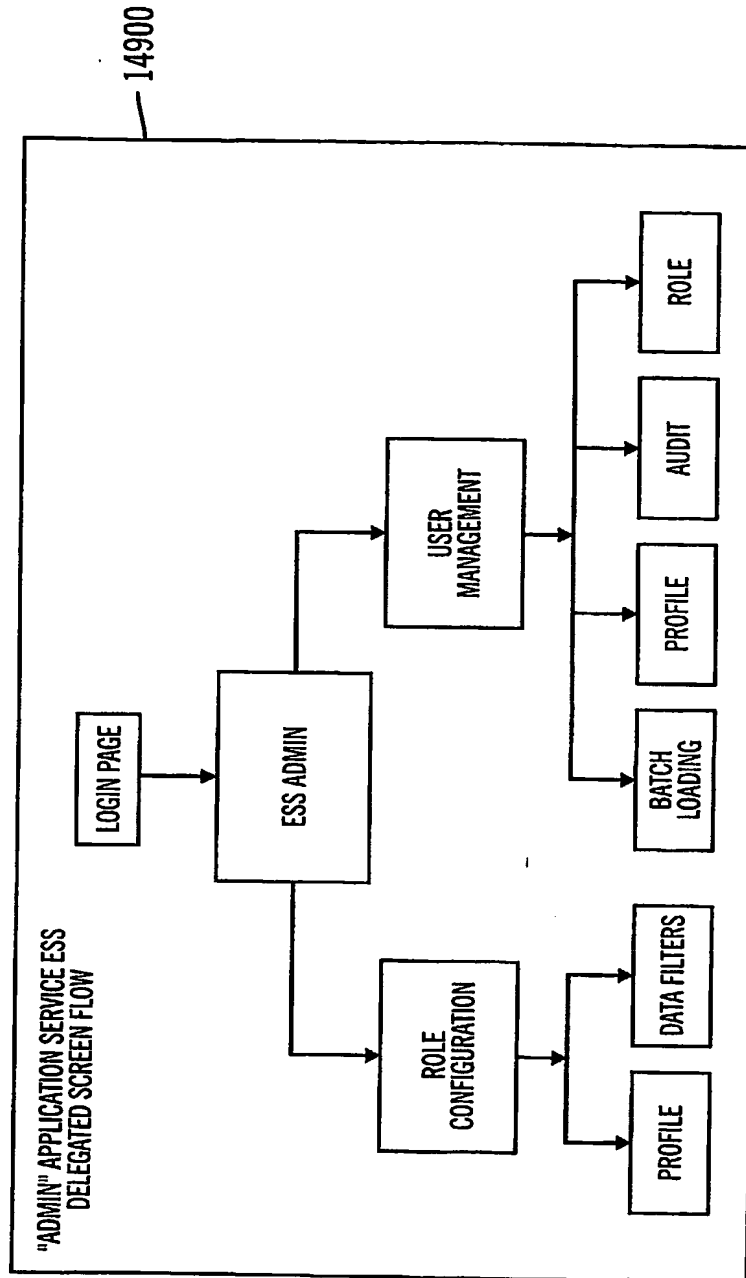 14900
"ADMIN" APPLICATION SERVICE ESS
DELEGATED SCREEN FLOW
LOGIN PAGE
ESS ADMIN
ROLE
CONFIGURATION
USER
MANAGEMENT
PROFILE
DATA FILTERS
BATCH
LOADING
PROFILE
AUDIT
ROLE